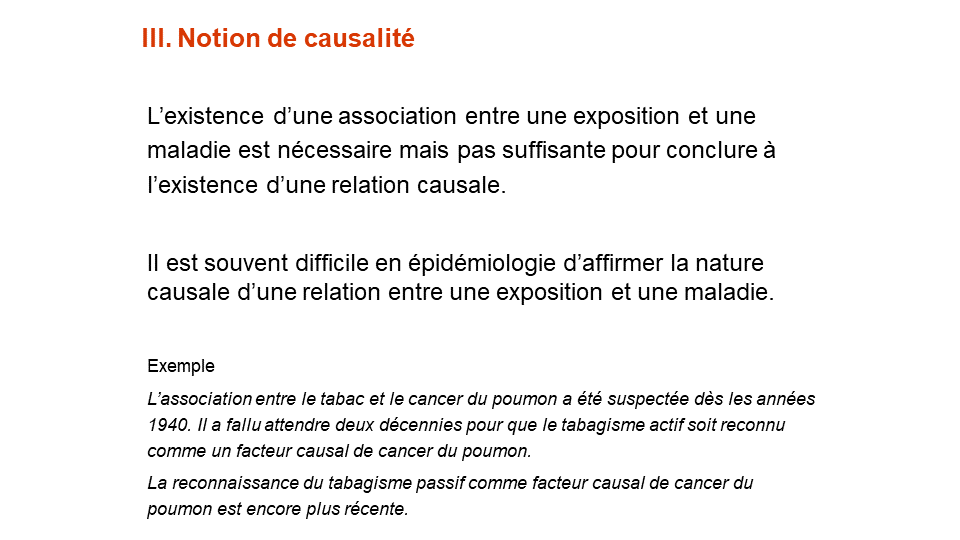 III. Notion de causalité
L’existence d’une association entre une exposition et une
maladie est nécessaire mais pas suffisante pour conclure à
l’existence d’une relation causale.
Il est souvent difficile en épidémiologie d’affirmer la nature
causale d’une relation entre une exposition et une maladie.
Exemple
L’association entre le tabac et le cancer du poumon a été suspectée dès les années
1940. Il a fallu attendre deux décennies pour que le tabagisme actif soit reconnu
comme un facteur causal de cancer du poumon.
La reconnaissance du tabagisme passif comme facteur causal de cancer du
poumon est encore plus récente.